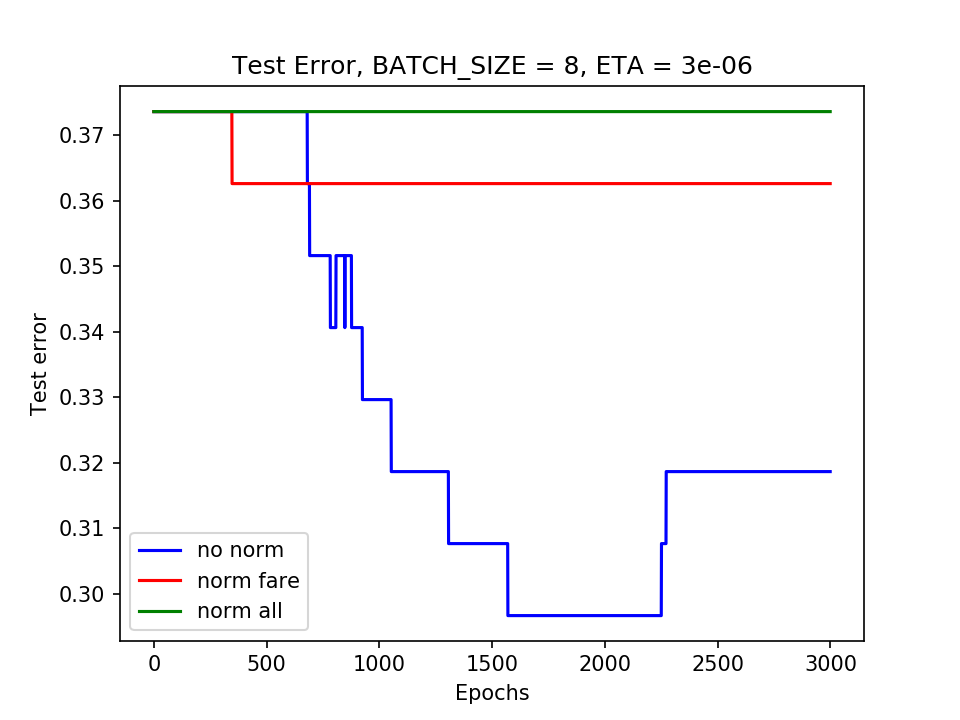 Test Error, BATCH_SIZE = 8, ETA = 3e-06
Test error
0.37
0.36
0.35
0.34
0.33
0.32
0.31
0.30
no norm
norm fare
norm all
0 500 1000 1500 2000 2500 3000
Epochs